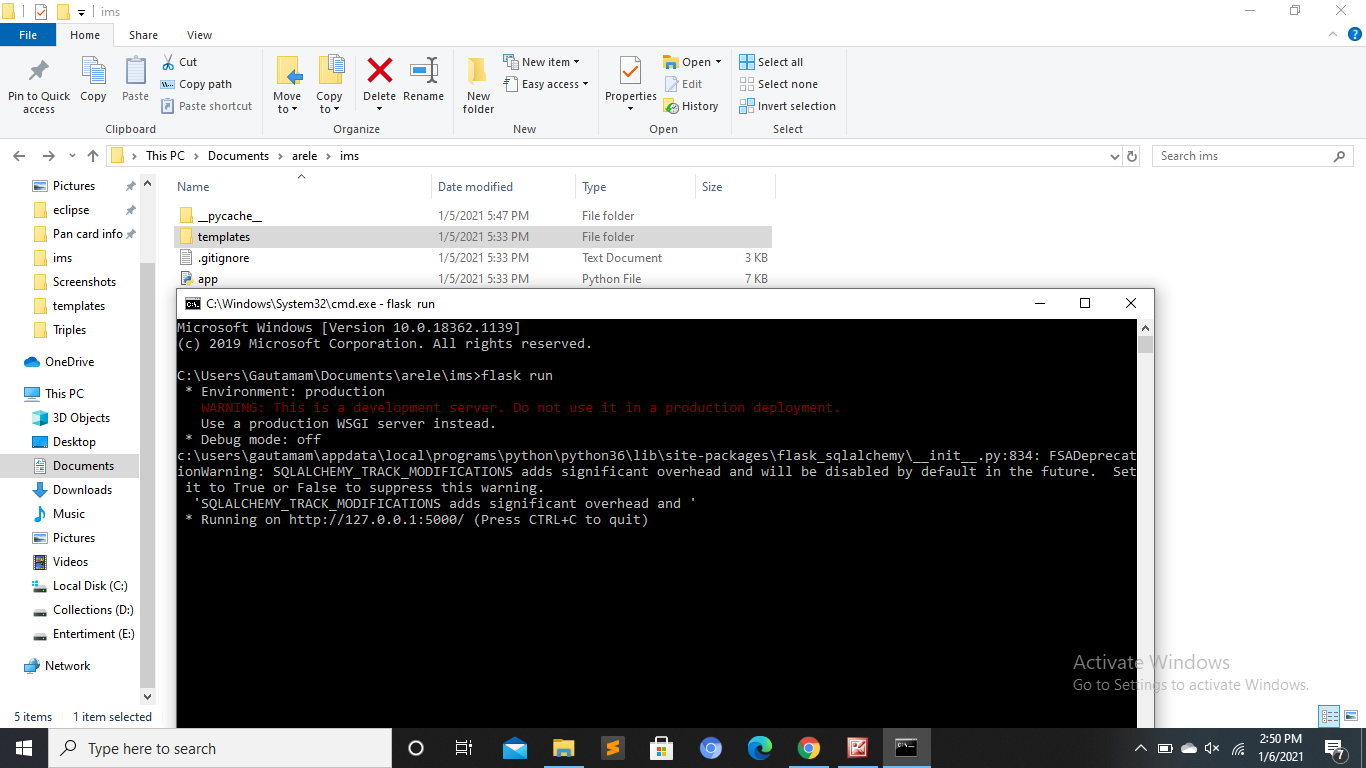 ims
File
Home
Share
View
Pin to Quick access
Copy
Paste
Cut
Copy path
Paste shortcut
Clipboard
Move to
Copy to
Delete
Rename
Organize
New folder
New item
Easy access
New
Properties
Open
Edit
History
Open
Select all
Select none
Invert selection
Select
This PC > Documents > arele > ims
Search ims
Pictures
eclipse
Pan card info
ims
Screenshots
templates
Triples
OneDrive
This PC
3D Objects
Desktop
Documents
Downloads
Music
Pictures
Videos
Local Disk (C:)
Collections (D:)
Entertiment (E:)
Network
Name Date modified Type Size
__pycache__ 1/5/2021 5:47 PM File folder
templates 1/5/2021 5:33 PM File folder
.gitignore 1/5/2021 5:33 PM Text Document 3 KB
app 1/5/2021 5:33 PM Python File 7 KB
C:\Windows\System32\cmd.exe - flask run
Microsoft Windows [Version 10.0.18362.1139]
(c) 2019 Microsoft Corporation. All rights reserved.
C:\Users\Gautamam\Documents\arele\ims>flask run
* Environment: production
WARNING: This is a development server. Do not use it in a production deployment.
Use a production WSGI server instead.
* Debug mode: off
c:\users\gautamam\appdata\local\programs\python\python36\lib\site-packages\flask_sqlalchemy\__init__.py:834: FSADeprecat
ionWarning: SQLALCHEMY_TRACK_MODIFICATIONS adds significant overhead and will be disabled by default in the future.  Set
it to True or False to suppress this warning.
'SQLALCHEMY_TRACK_MODIFICATIONS adds significant overhead and '
* Running on http://127.0.0.1:5000/ (Press CTRL+C to quit)
Activate Windows
Go to Settings to activate Windows.
5 items 1 item selected
Type here to search
2:50 PM
1/6/2021
7